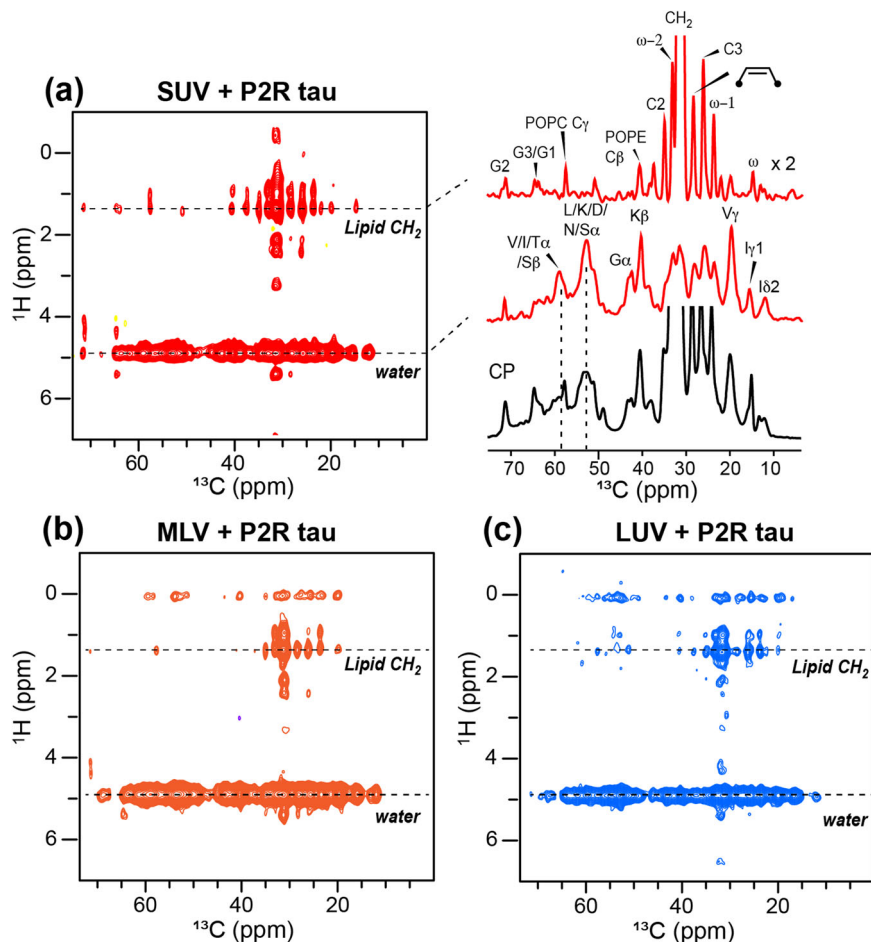 (a)
SUV + P2R tau
0
2
4
6
¹H (ppm)
60
40
20
¹³C (ppm)
Lipid CH₂
water
CH₂
ω−2
C3
C2
ω−1
POPC Cγ
POPE
Cβ
G3/G1
G2
ω
x 2
L/K/D/
N/Sα
Kβ
Vγ
V/I/Tα
/Sβ
Gα
Iγ1
Iδ2
CP
70
60
50
40
30
20
10
¹³C (ppm)
(b)
MLV + P2R tau
0
2
4
6
¹H (ppm)
Lipid CH₂
water
60
40
20
¹³C (ppm)
(c)
LUV + P2R tau
0
2
4
6
¹H (ppm)
Lipid CH₂
water
60
40
20
¹³C (ppm)